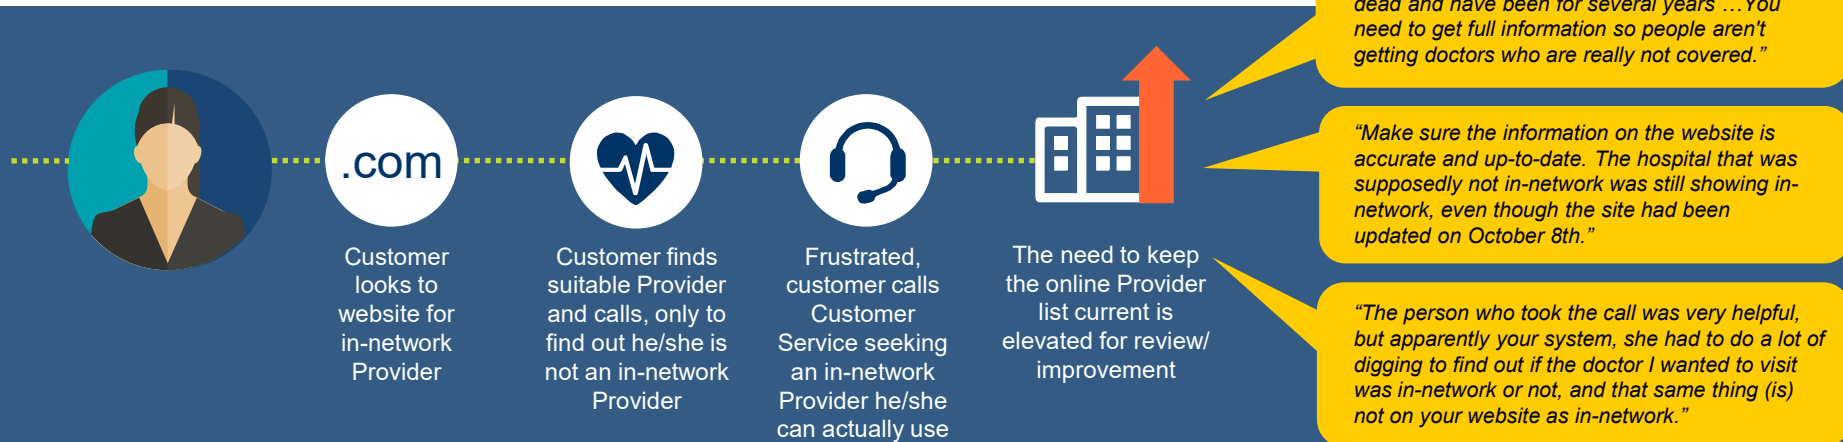 .com
Customer
looks to
website for
in-network
Provider
Customer finds
suitable Provider
and calls, only to
find out he/she is
not an in-network
Provider
Frustrated,
customer calls
Customer
Service seeking
an in-network
Provider he/she
can actually use
The need to keep
the online Provider
list current is
elevated for review/
improvement
dead and have been for several years …You
need to get full information so people aren't
getting doctors who are really not covered.”
“Make sure the information on the website is
accurate and up-to-date. The hospital that was
supposedly not in-network was still showing in-
network, even though the site had been
updated on October 8th.”
“The person who took the call was very helpful,
but apparently your system, she had to do a lot of
digging to find out if the doctor I wanted to visit
was in-network or not, and that same thing (is)
not on your website as in-network.”